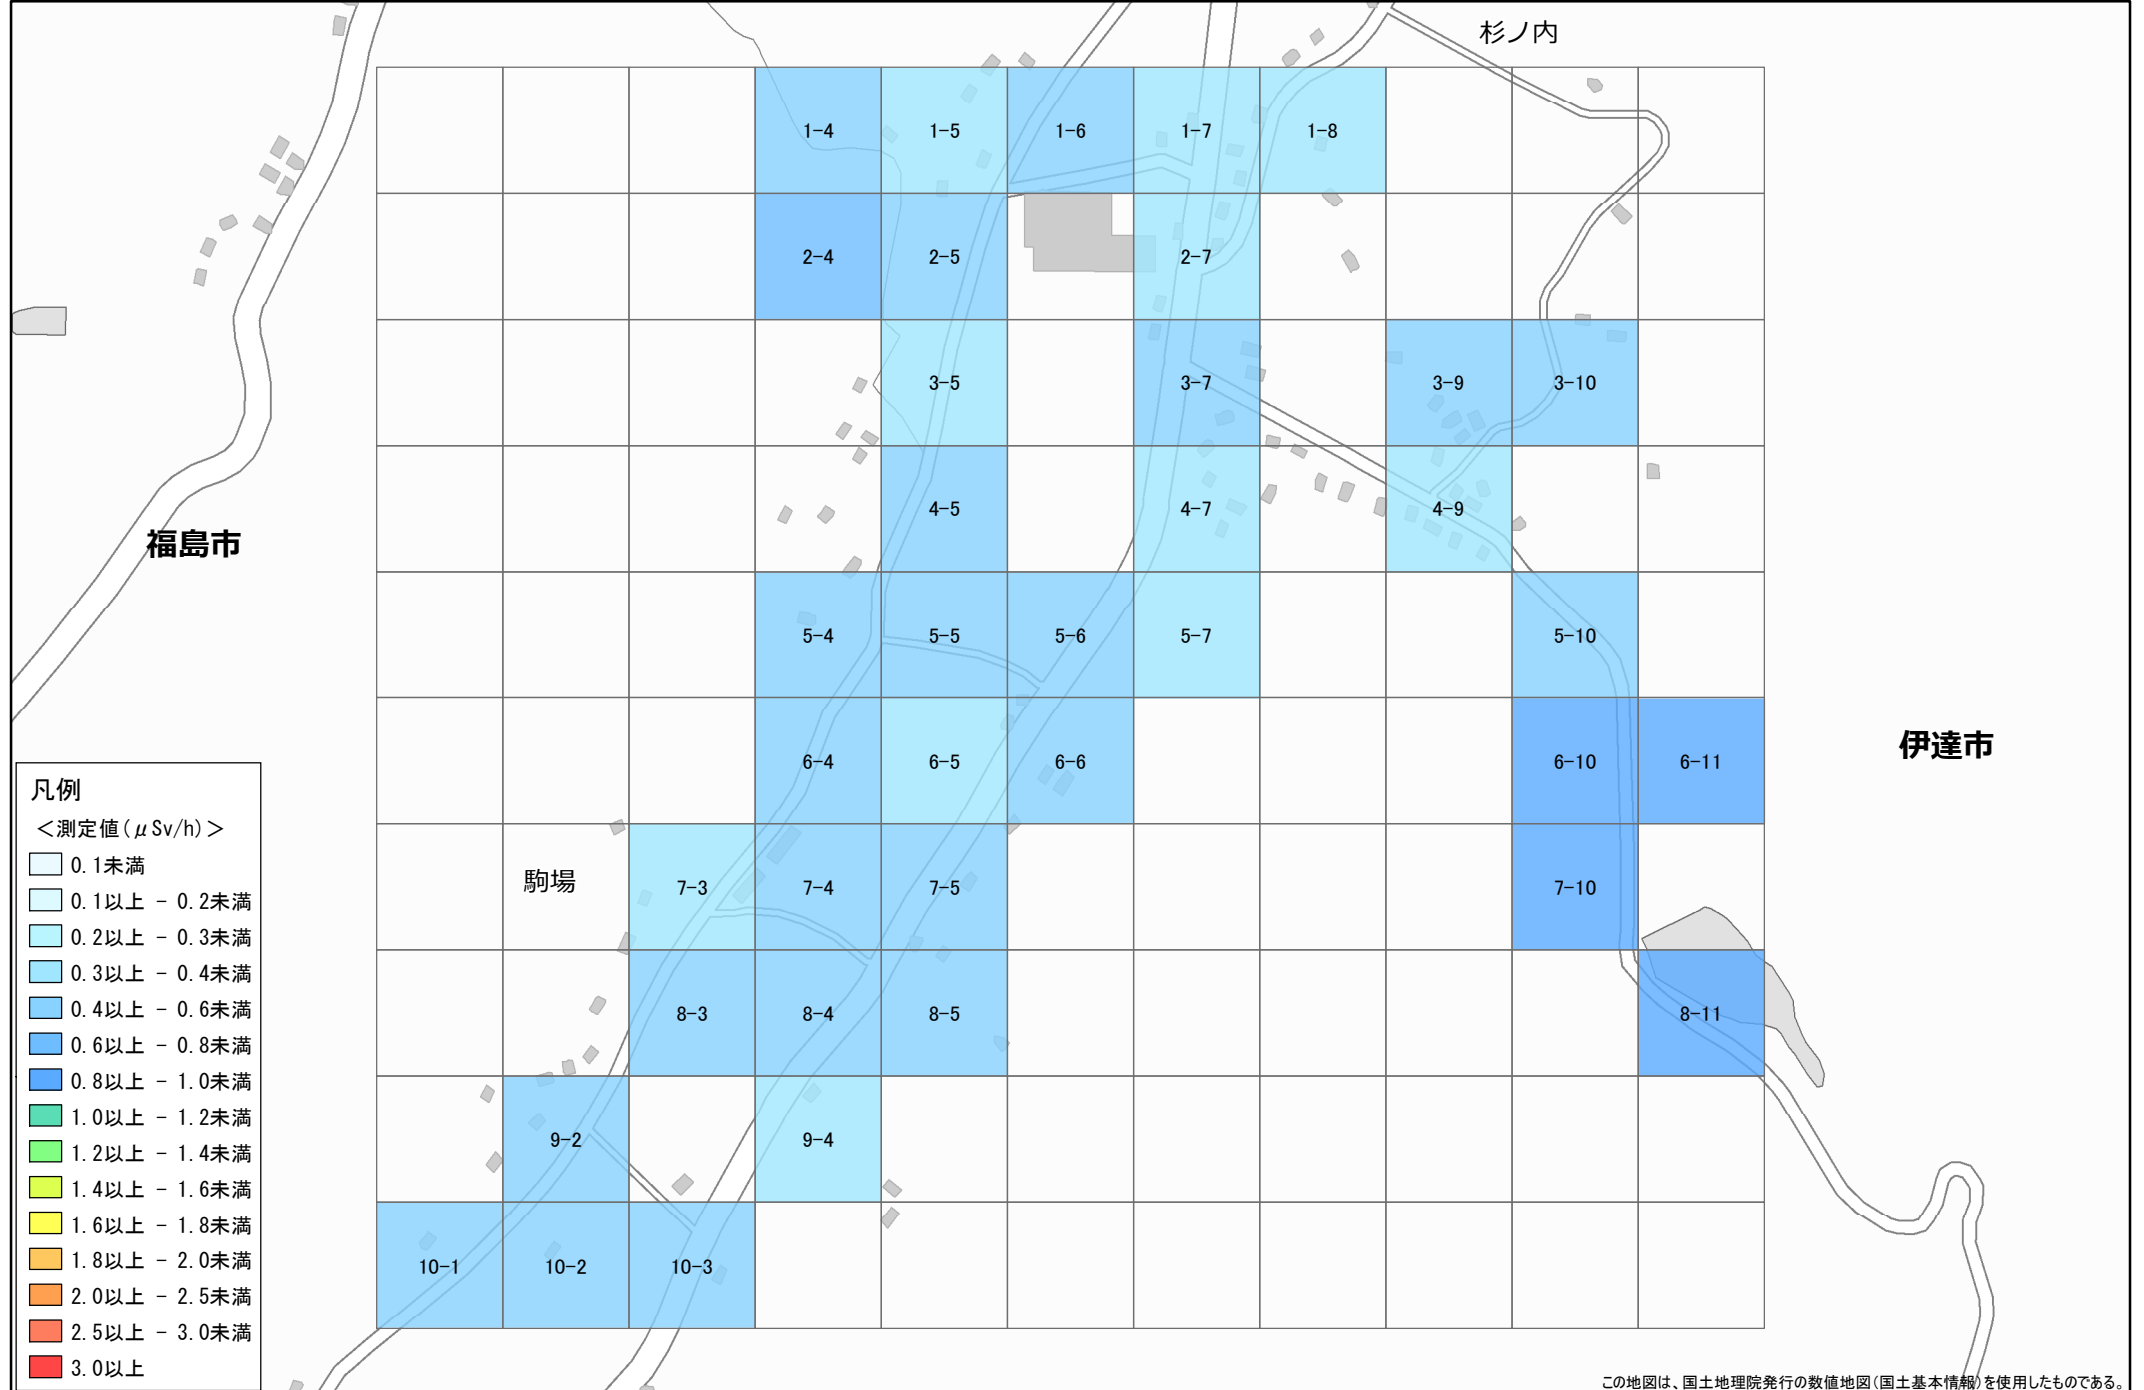 杉ノ内
1-4 1-5 1-6 1-7 1-8
2-4 2-5 2-7
3-5 3-7 3-9 3-10
4-5 4-7 4-9
福島市
5-4 5-5 5-6 5-7 5-10
伊達市
6-4 6-5 6-6 6-10 6-11
駒場
7-3 7-4 7-5 7-10
8-3 8-4 8-5 8-11
9-2 9-4
10-1 10-2 10-3
凡例
＜測定値(μSv/h)＞
0.1未満
0.1以上 - 0.2未満
0.2以上 - 0.3未満
0.3以上 - 0.4未満
0.4以上 - 0.6未満
0.6以上 - 0.8未満
0.8以上 - 1.0未満
1.0以上 - 1.2未満
1.2以上 - 1.4未満
1.4以上 - 1.6未満
1.6以上 - 1.8未満
1.8以上 - 2.0未満
2.0以上 - 2.5未満
2.5以上 - 3.0未満
3.0以上
この地図は、国土地理院発行の数値地図(国土基本情報)を使用したものである。